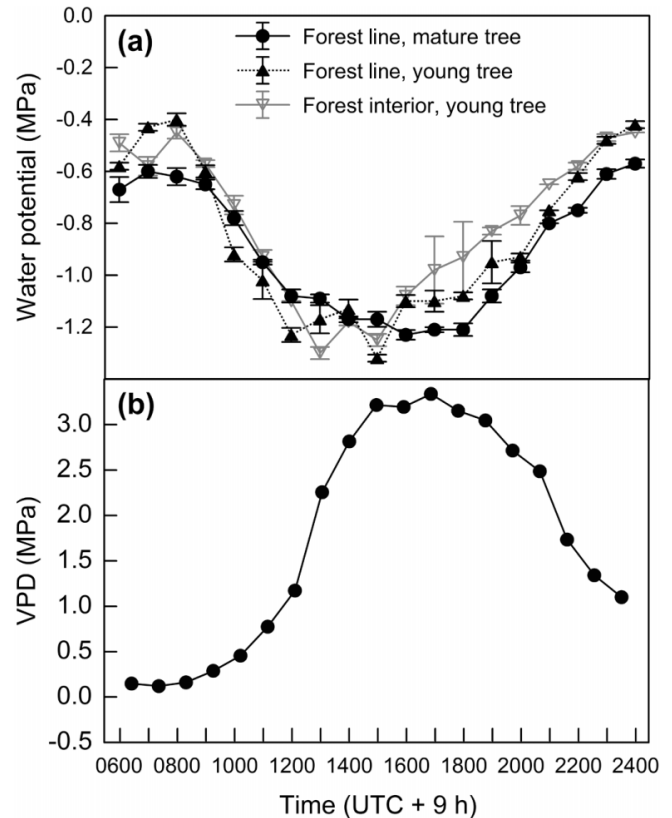 (a)
Forest line, mature tree
Forest line, young tree
Forest interior, young tree
Water potential (MPa)
0.0
-0.2
-0.4
-0.6
-0.8
-1.0
-1.2
(b)
VPD (MPa)
3.0
2.5
2.0
1.5
1.0
0.5
0.0
-0.5
0600 0800 1000 1200 1400 1600 1800 2000 2200 2400
Time (UTC + 9 h)